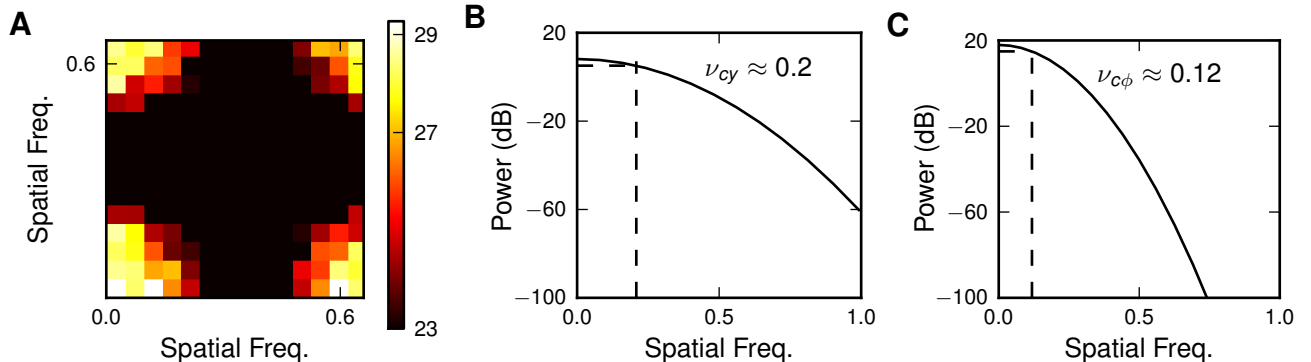 A
0.6
Spatial Freq.
0.0
0.6
Spatial Freq.
29
27
23
B
20
−20
−60
−100
Power (dB)
ν_cy ≈ 0.2
0.0
0.5
1.0
Spatial Freq.
C
20
−20
−60
−100
Power (dB)
ν_cϕ ≈ 0.12
0.0
0.5
1.0
Spatial Freq.